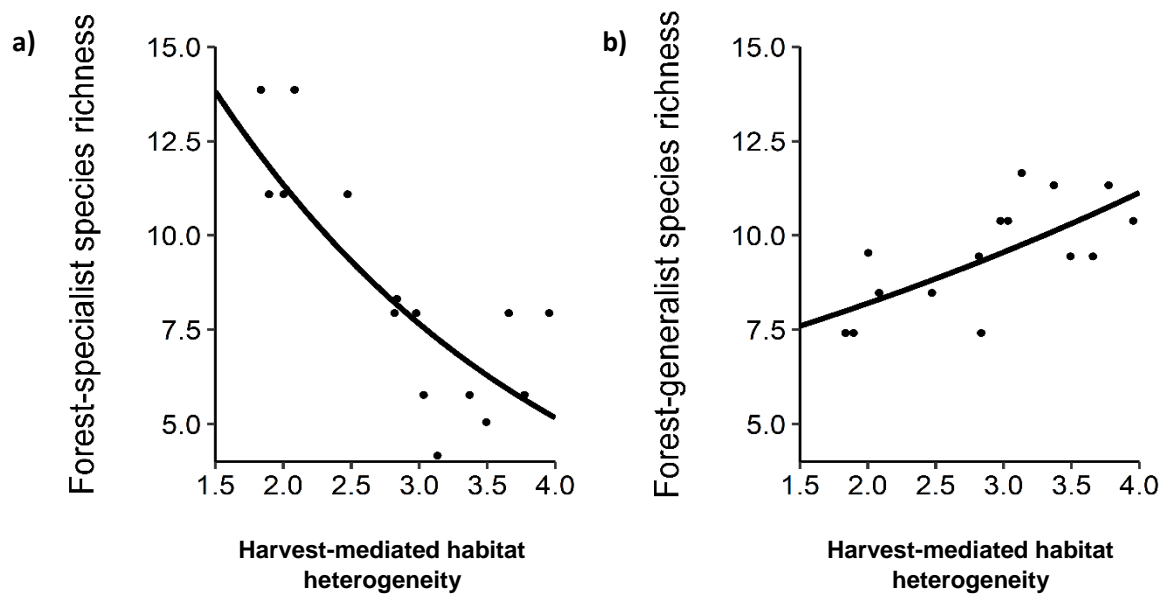 a)
Forest-specialist species richness
15.0
12.5
10.0
7.5
5.0
1.5 2.0 2.5 3.0 3.5 4.0
Harvest-mediated habitat
heterogeneity
b)
Forest-generalist species richness
15.0
12.5
10.0
7.5
5.0
1.5 2.0 2.5 3.0 3.5 4.0
Harvest-mediated habitat
heterogeneity